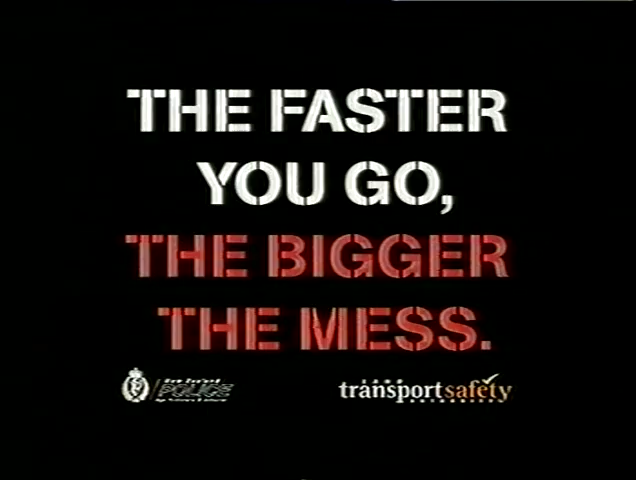 THE FASTER
YOU GO,
THE BIGGER
THE MESS.
POLICE
transportsafety